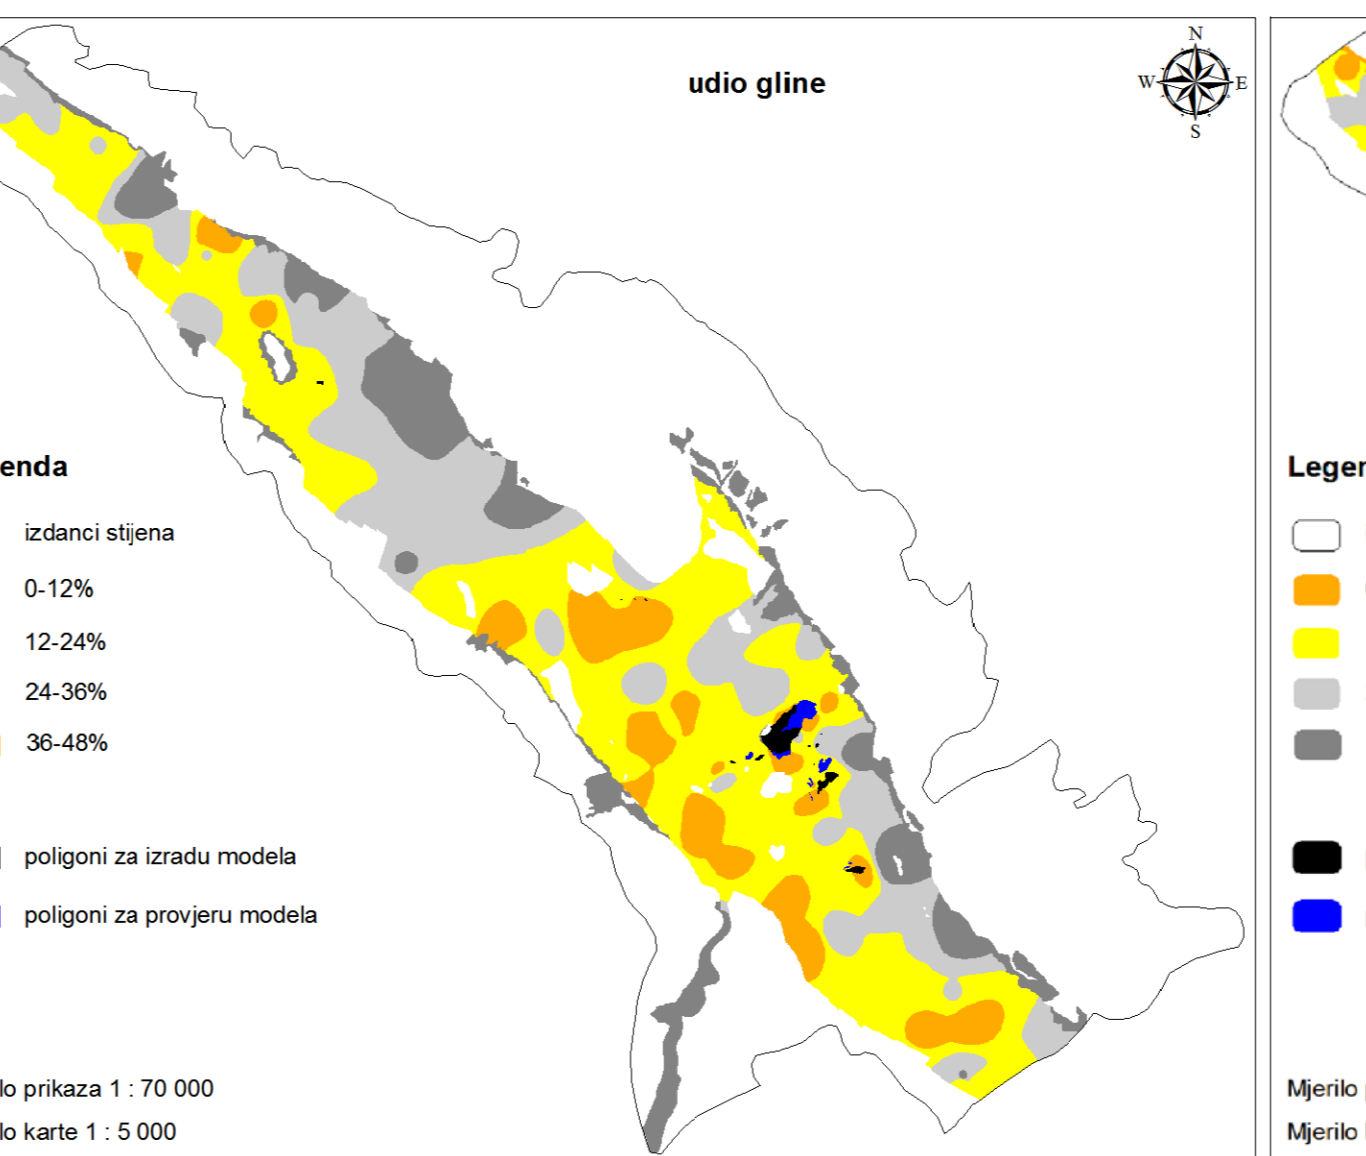 udio gline
N
W
E
S
enda
izdanci stijena
0-12%
12-24%
24-36%
36-48%
poligoni za izradu modela
poligoni za provjeru modela
lo prikaza 1 : 70 000
lo karte 1 : 5 000
Legen
Mjerilo
Mjerilo